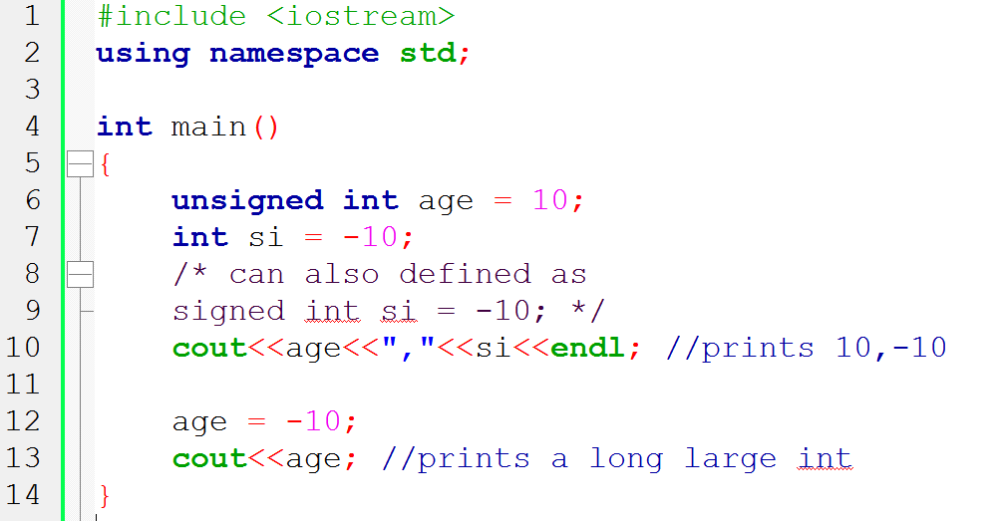 1 #include <iostream>
2 using namespace std;
3
4 int main()
5 {
6 unsigned int age = 10;
7 int si = -10;
8 /* can also defined as
9 signed int si = -10; */
10 cout<<age<<","<<si<<endl; //prints 10,-10
11
12 age = -10;
13 cout<<age; //prints a long large int
14 }